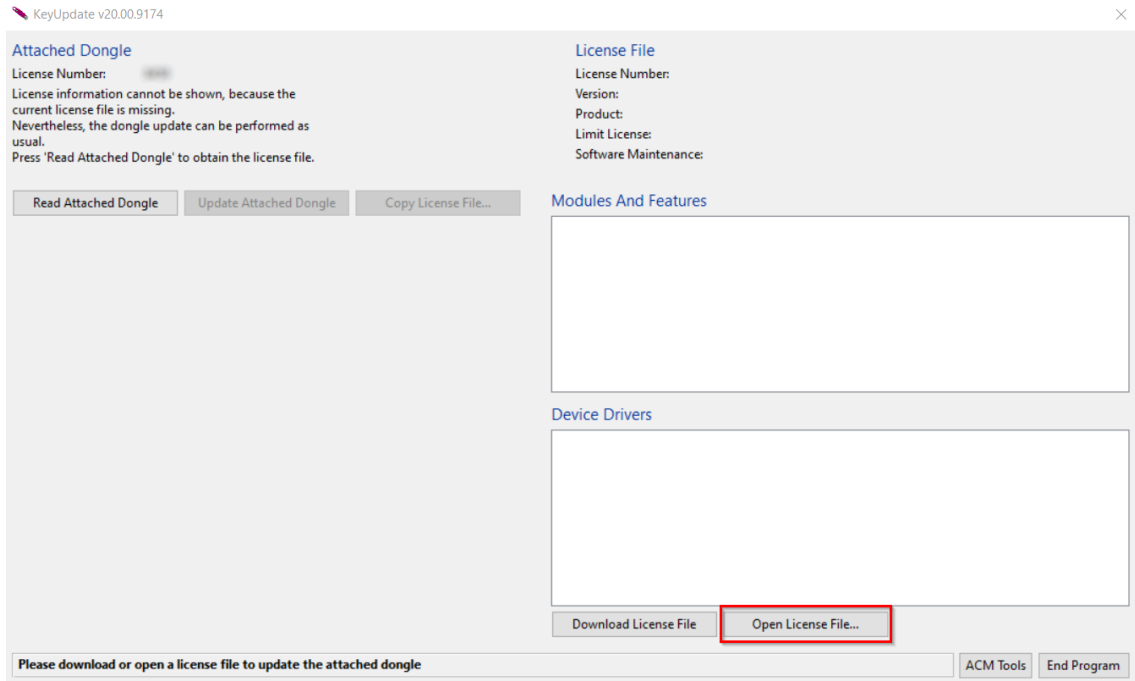 KeyUpdate v20.00.9174
Attached Dongle
License Number:
License information cannot be shown, because the
current license file is missing.
Nevertheless, the dongle update can be performed as
usual.
Press 'Read Attached Dongle' to obtain the license file.
Read Attached Dongle
Update Attached Dongle
Copy License File...
License File
License Number:
Version:
Product:
Limit License:
Software Maintenance:
Modules And Features
Device Drivers
Download License File
Open License File...
Please download or open a license file to update the attached dongle
ACM Tools
End Program